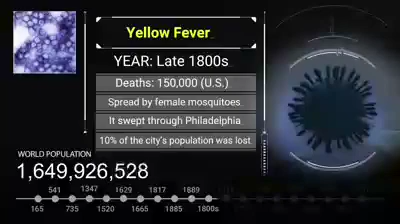 Yellow Fever
YEAR: Late 1800s
Deaths: 150,000 (U.S.)
Spread by female mosquitoes
It swept through Philadelphia
10% of the city's population was lost
WORLD POPULATION
1,649,926,528
541 1347 1629 1817 1889
165 735 1520 1665 1885 1800s